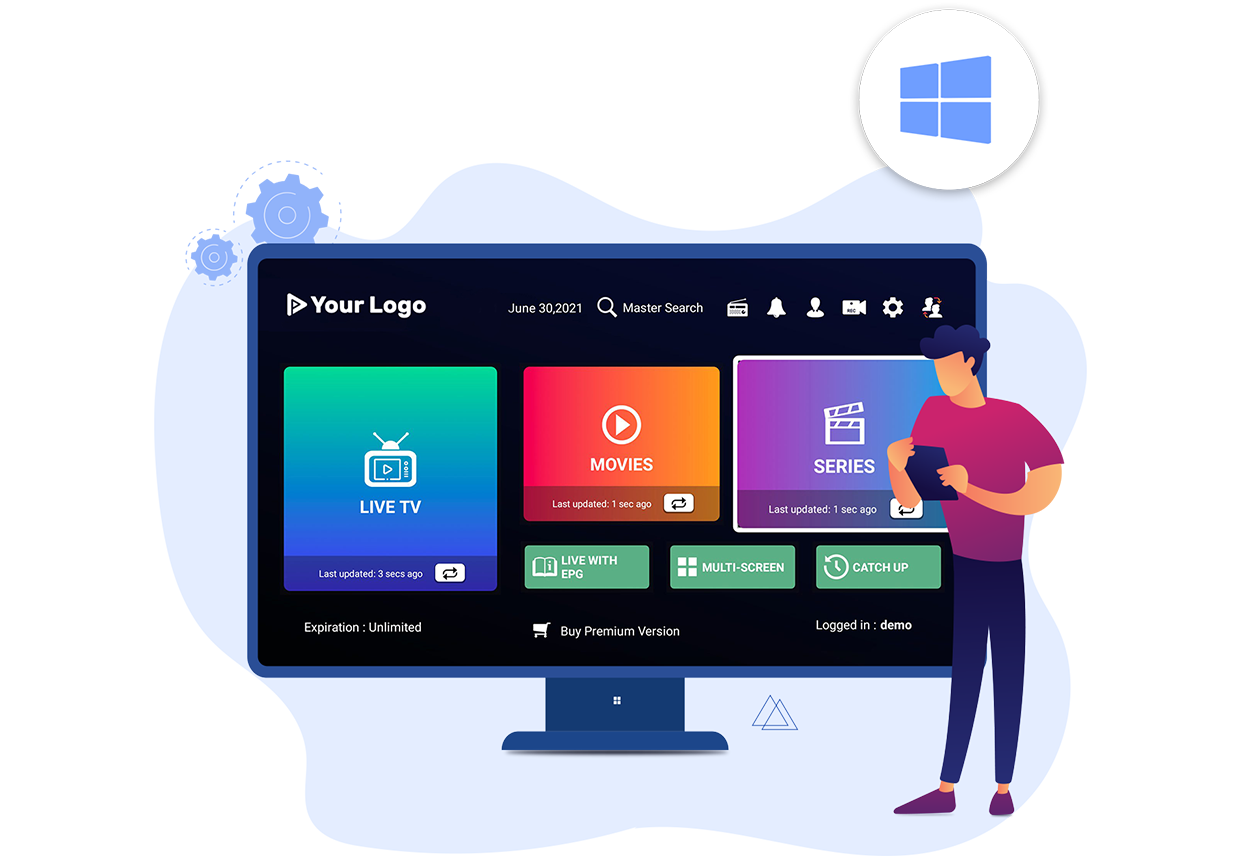 Your Logo
June 30,2021
Master Search
REC
LIVE TV
Last updated: 3 secs ago
MOVIES
Last updated: 1 sec ago
SERIES
Last updated: 1 sec ago
LIVE WITH
EPG
MULTI-SCREEN
CATCH UP
Expiration : Unlimited
Buy Premium Version
Logged in : demo